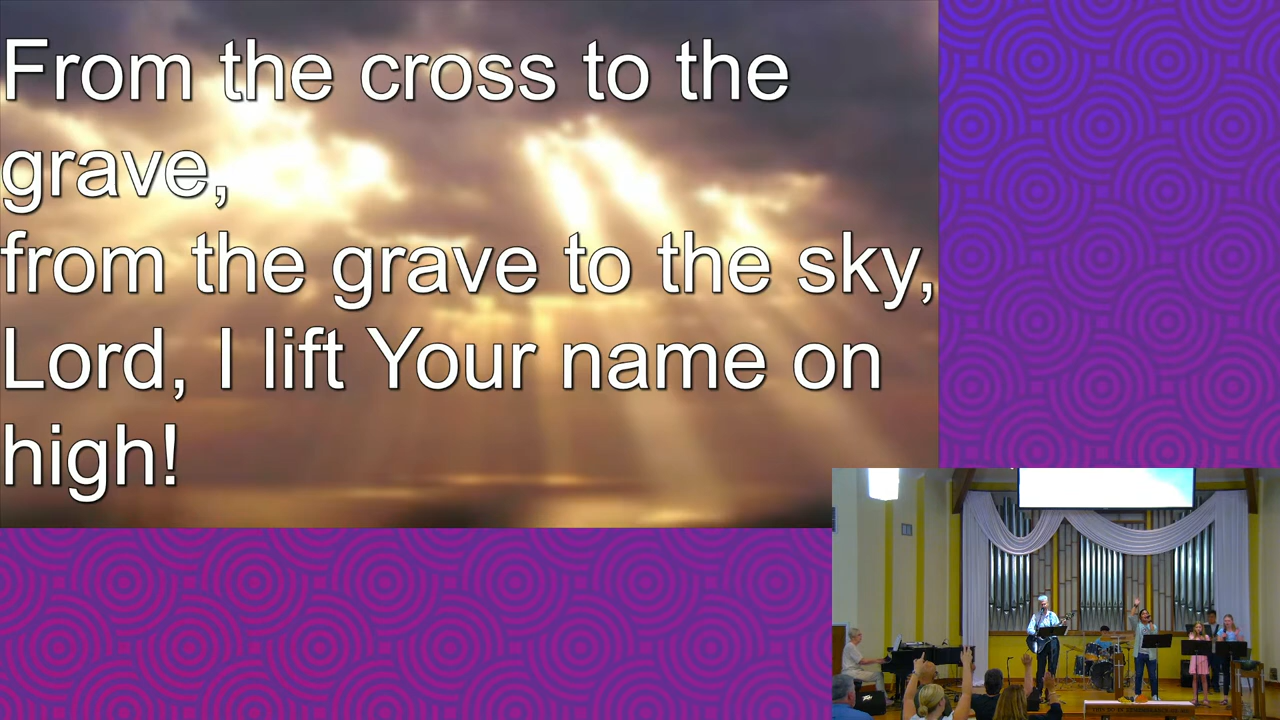 From the cross to the
grave,
from the grave to the sky,
Lord, I lift Your name on
high!